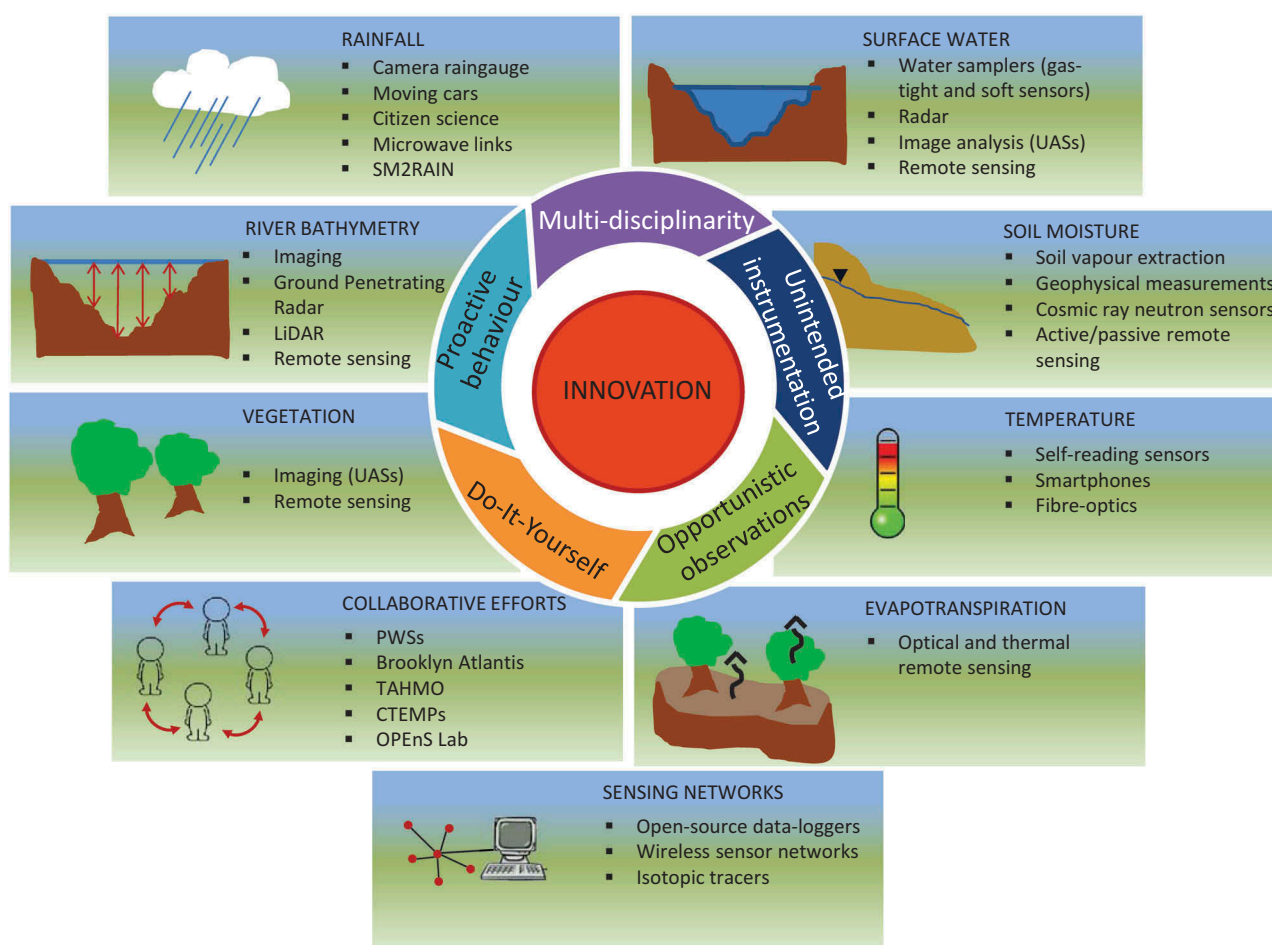 RAINFALL
▪ Camera raingauge
▪ Moving cars
▪ Citizen science
▪ Microwave links
▪ SM2RAIN
SURFACE WATER
▪ Water samplers (gas-
tight and soft sensors)
▪ Radar
▪ Image analysis (UASs)
▪ Remote sensing
RIVER BATHYMETRY
▪ Imaging
▪ Ground Penetrating
Radar
▪ LiDAR
▪ Remote sensing
Multi-disciplinarity
Unintended
instrumentation
Opportunistic
observations
Do-It-Yourself
Proactive
behaviour
INNOVATION
SOIL MOISTURE
▪ Soil vapour extraction
▪ Geophysical measurements
▪ Cosmic ray neutron sensors
▪ Active/passive remote
sensing
VEGETATION
▪ Imaging (UASs)
▪ Remote sensing
TEMPERATURE
▪ Self-reading sensors
▪ Smartphones
▪ Fibre-optics
COLLABORATIVE EFFORTS
▪ PWSs
▪ Brooklyn Atlantis
▪ TAHMO
▪ CTEMPs
▪ OPEnS Lab
EVAPOTRANSPIRATION
▪ Optical and thermal
remote sensing
SENSING NETWORKS
▪ Open-source data-loggers
▪ Wireless sensor networks
▪ Isotopic tracers